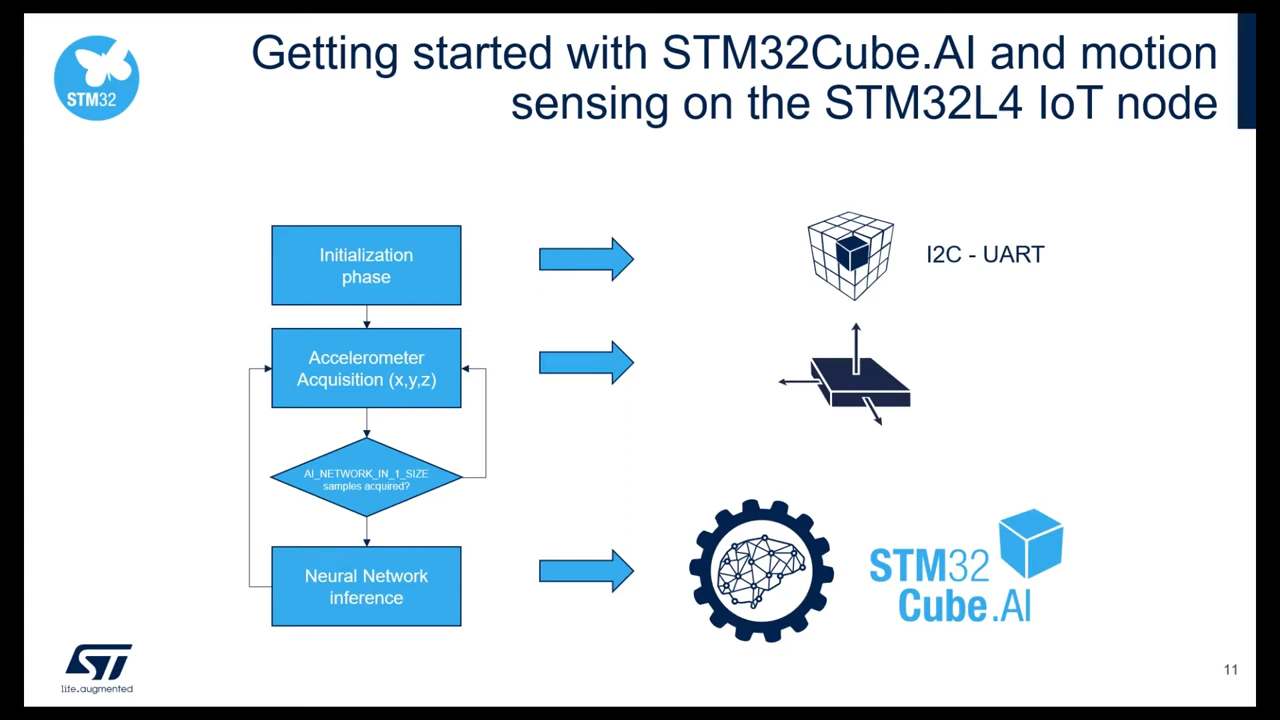 STM32
Getting started with STM32Cube.AI and motion
sensing on the STM32L4 IoT node
Initialization
phase
I2C - UART
Accelerometer
Acquisition (x,y,z)
AI_NETWORK_IN_1_SIZE
samples acquired?
Neural Network
inference
STM32
Cube.AI
ST
life.augmented
11